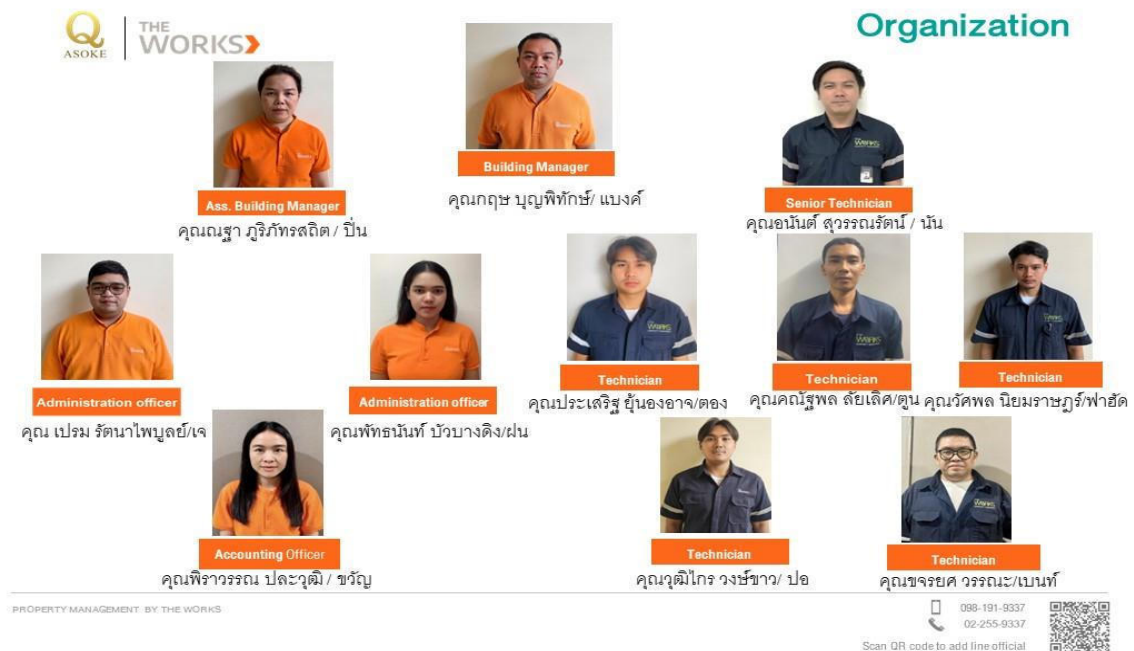 Q
ASOKE
THE
WORKS
Organization
Building Manager
คุณกฤษ บุญพิทักษ์/ แบงค์
Ass. Building Manager
คุณณฐา ภูริภัทรสถิต / ปิ่น
Senior Technician
คุณอนันต์ สุวรรณรัตน์ / นัน
Administration officer
คุณ เปรม รัตนาไพบูลย์/เจ
Administration officer
คุณพัทธนันท์ บัวบางดิง/ฝน
Technician
คุณประเสริฐ ยุ้นองอาจ/ตอง
Technician
คุณคณัฐพล ลัยเลิศ/ตูน
Technician
คุณวัศพล นิยมราษฎร์/ฟาฮัด
Accounting Officer
คุณพิราวรรณ ปละวุฒิ / ขวัญ
Technician
คุณวุฒิไกร วงษ์ขาว/ ปอ
Technician
คุณขจรยศ วรรณะ/เบนท์
PROPERTY MANAGEMENT BY THE WORKS
098-191-9337
02-255-9337
Scan QR code to add line official